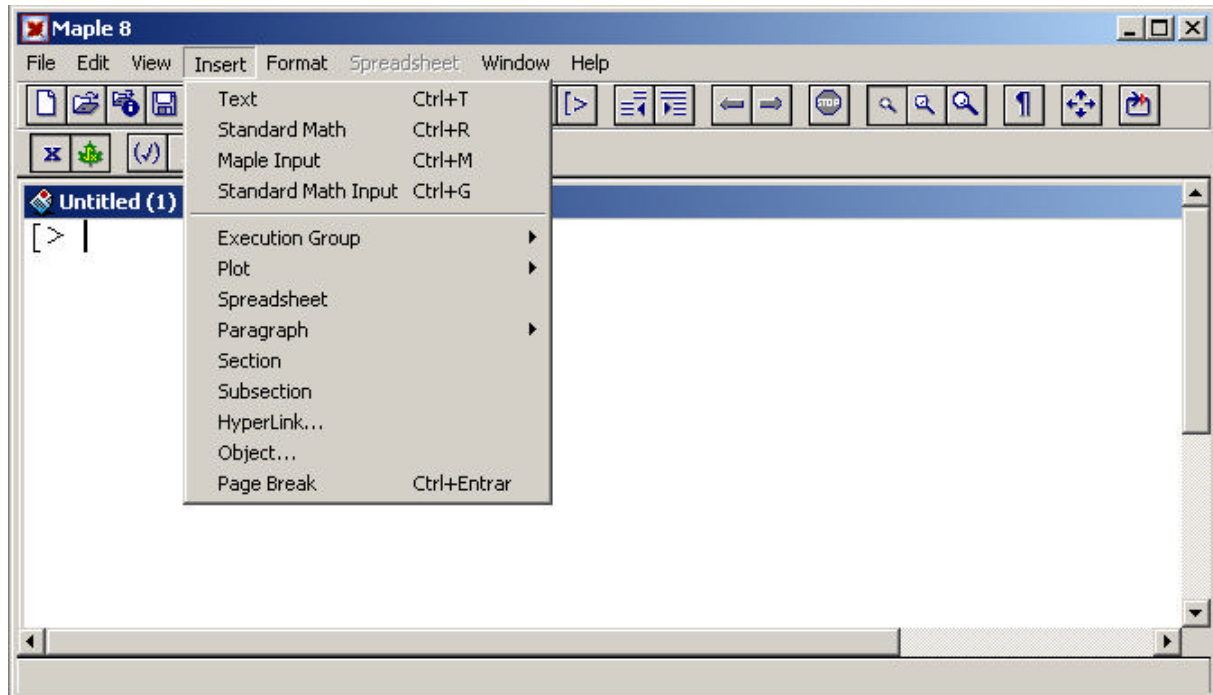 Maple 8
File Edit View Insert Format Spreadsheet Window Help
[>
STOP
¶
x (√)
Untitled (1)
[>
Text Ctrl+T
Standard Math Ctrl+R
Maple Input Ctrl+M
Standard Math Input Ctrl+G
Execution Group
Plot
Spreadsheet
Paragraph
Section
Subsection
HyperLink...
Object...
Page Break Ctrl+Entrar